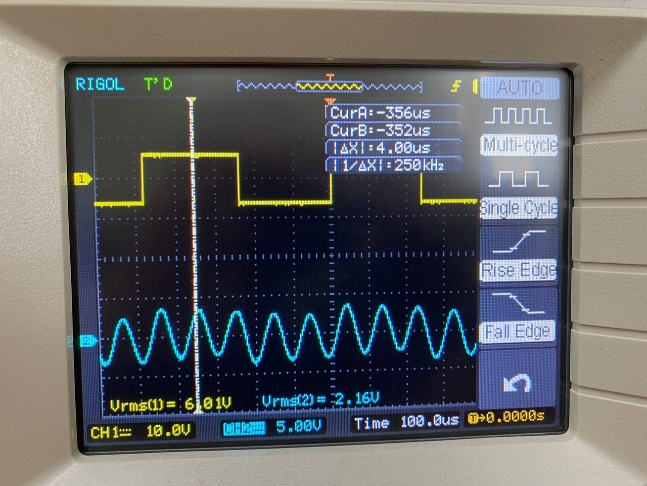 RIGOL T'D
T
AUTO
CurA:-356us
CurB:-352us
|ΔX|:4.00us
|1/ΔX|:250kHz
Multi-cycle
Single Cycle
Rise Edge
Fall Edge
1
2
Vrms(1)= 6.01V Vrms(2)= 2.16V
CH1 10.0V CH2 5.00V Time 100.0us T→0.0000s